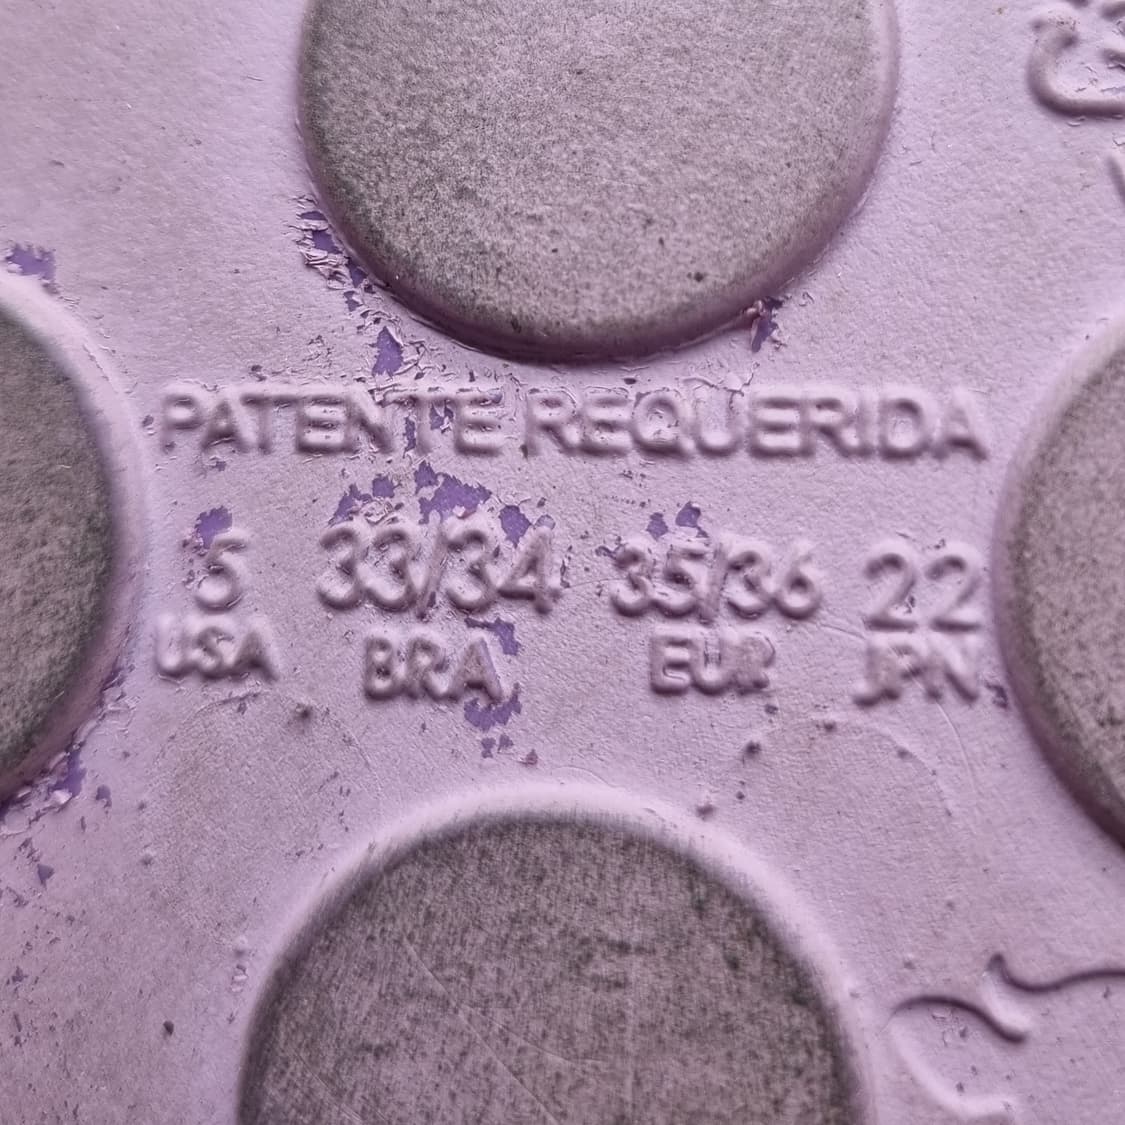 PATENTE REQUERIDA
5 33/34 35/36 22
USA BRA EUR JPN